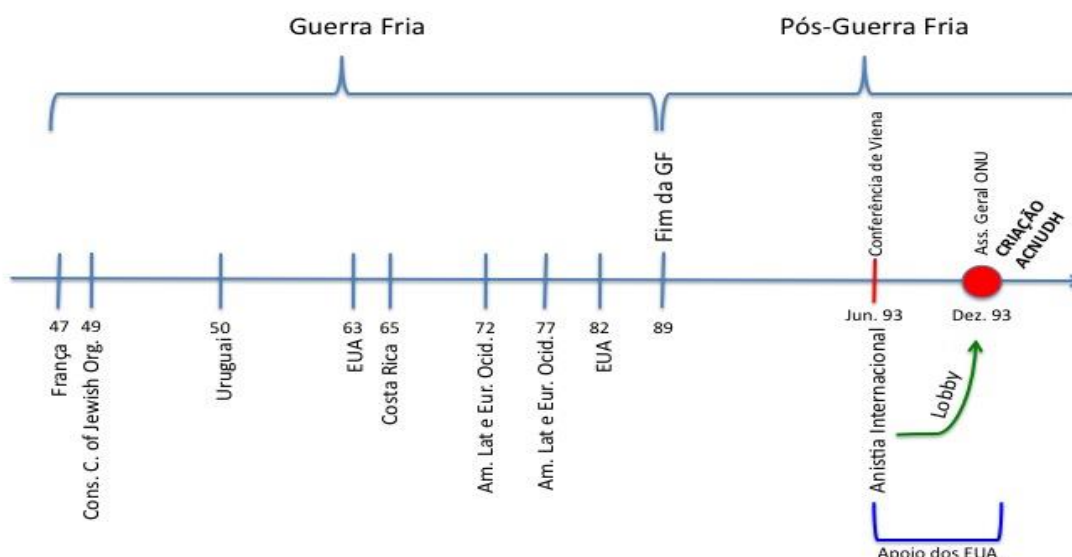 Guerra Fria
Pós-Guerra Fria
Fim da GF
Conferência de Viena
Ass. Geral ONU
CRIAÇÃO
ACNUDH
47
49
50
63
65
72
77
82
89
Jun. 93
Dez. 93
França
Cons. C. of Jewish Org.
Uruguai
EUA
Costa Rica
Am. Lat e Eur. Ocid.
Am. Lat e Eur. Ocid.
EUA
Anistia Internacional
Lobby
Apoio dos EUA